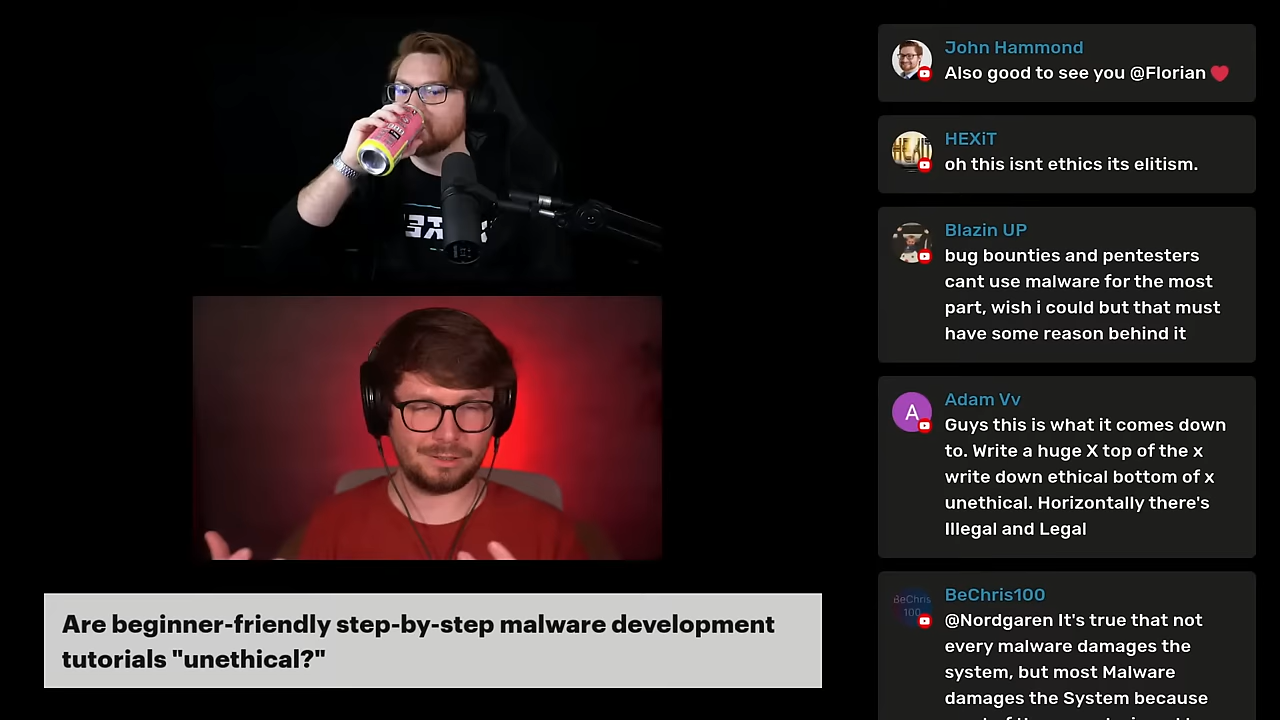 John Hammond
Also good to see you @Florian
HEXiT
oh this isnt ethics its elitism.
Blazin UP
bug bounties and pentesters
cant use malware for the most
part, wish i could but that must
have some reason behind it
A
Adam Vv
Guys this is what it comes down
to. Write a huge X top of the x
write down ethical bottom of x
unethical. Horizontally there's
Illegal and Legal
BeChris
100
BeChris100
@Nordgaren It's true that not
every malware damages the
system, but most Malware
damages the System because
Are beginner-friendly step-by-step malware development
tutorials "unethical?"